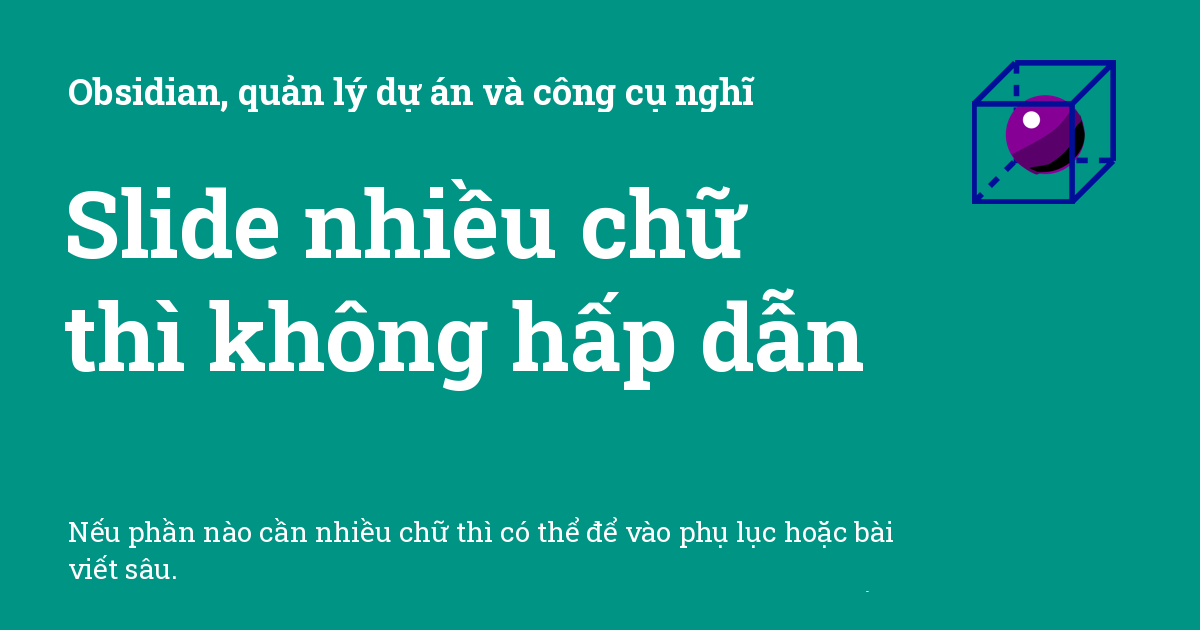 Obsidian, quản lý dự án và công cụ nghĩ
Slide nhiều chữ
thì không hấp dẫn
Nếu phần nào cần nhiều chữ thì có thể để vào phụ lục hoặc bài
viết sâu.